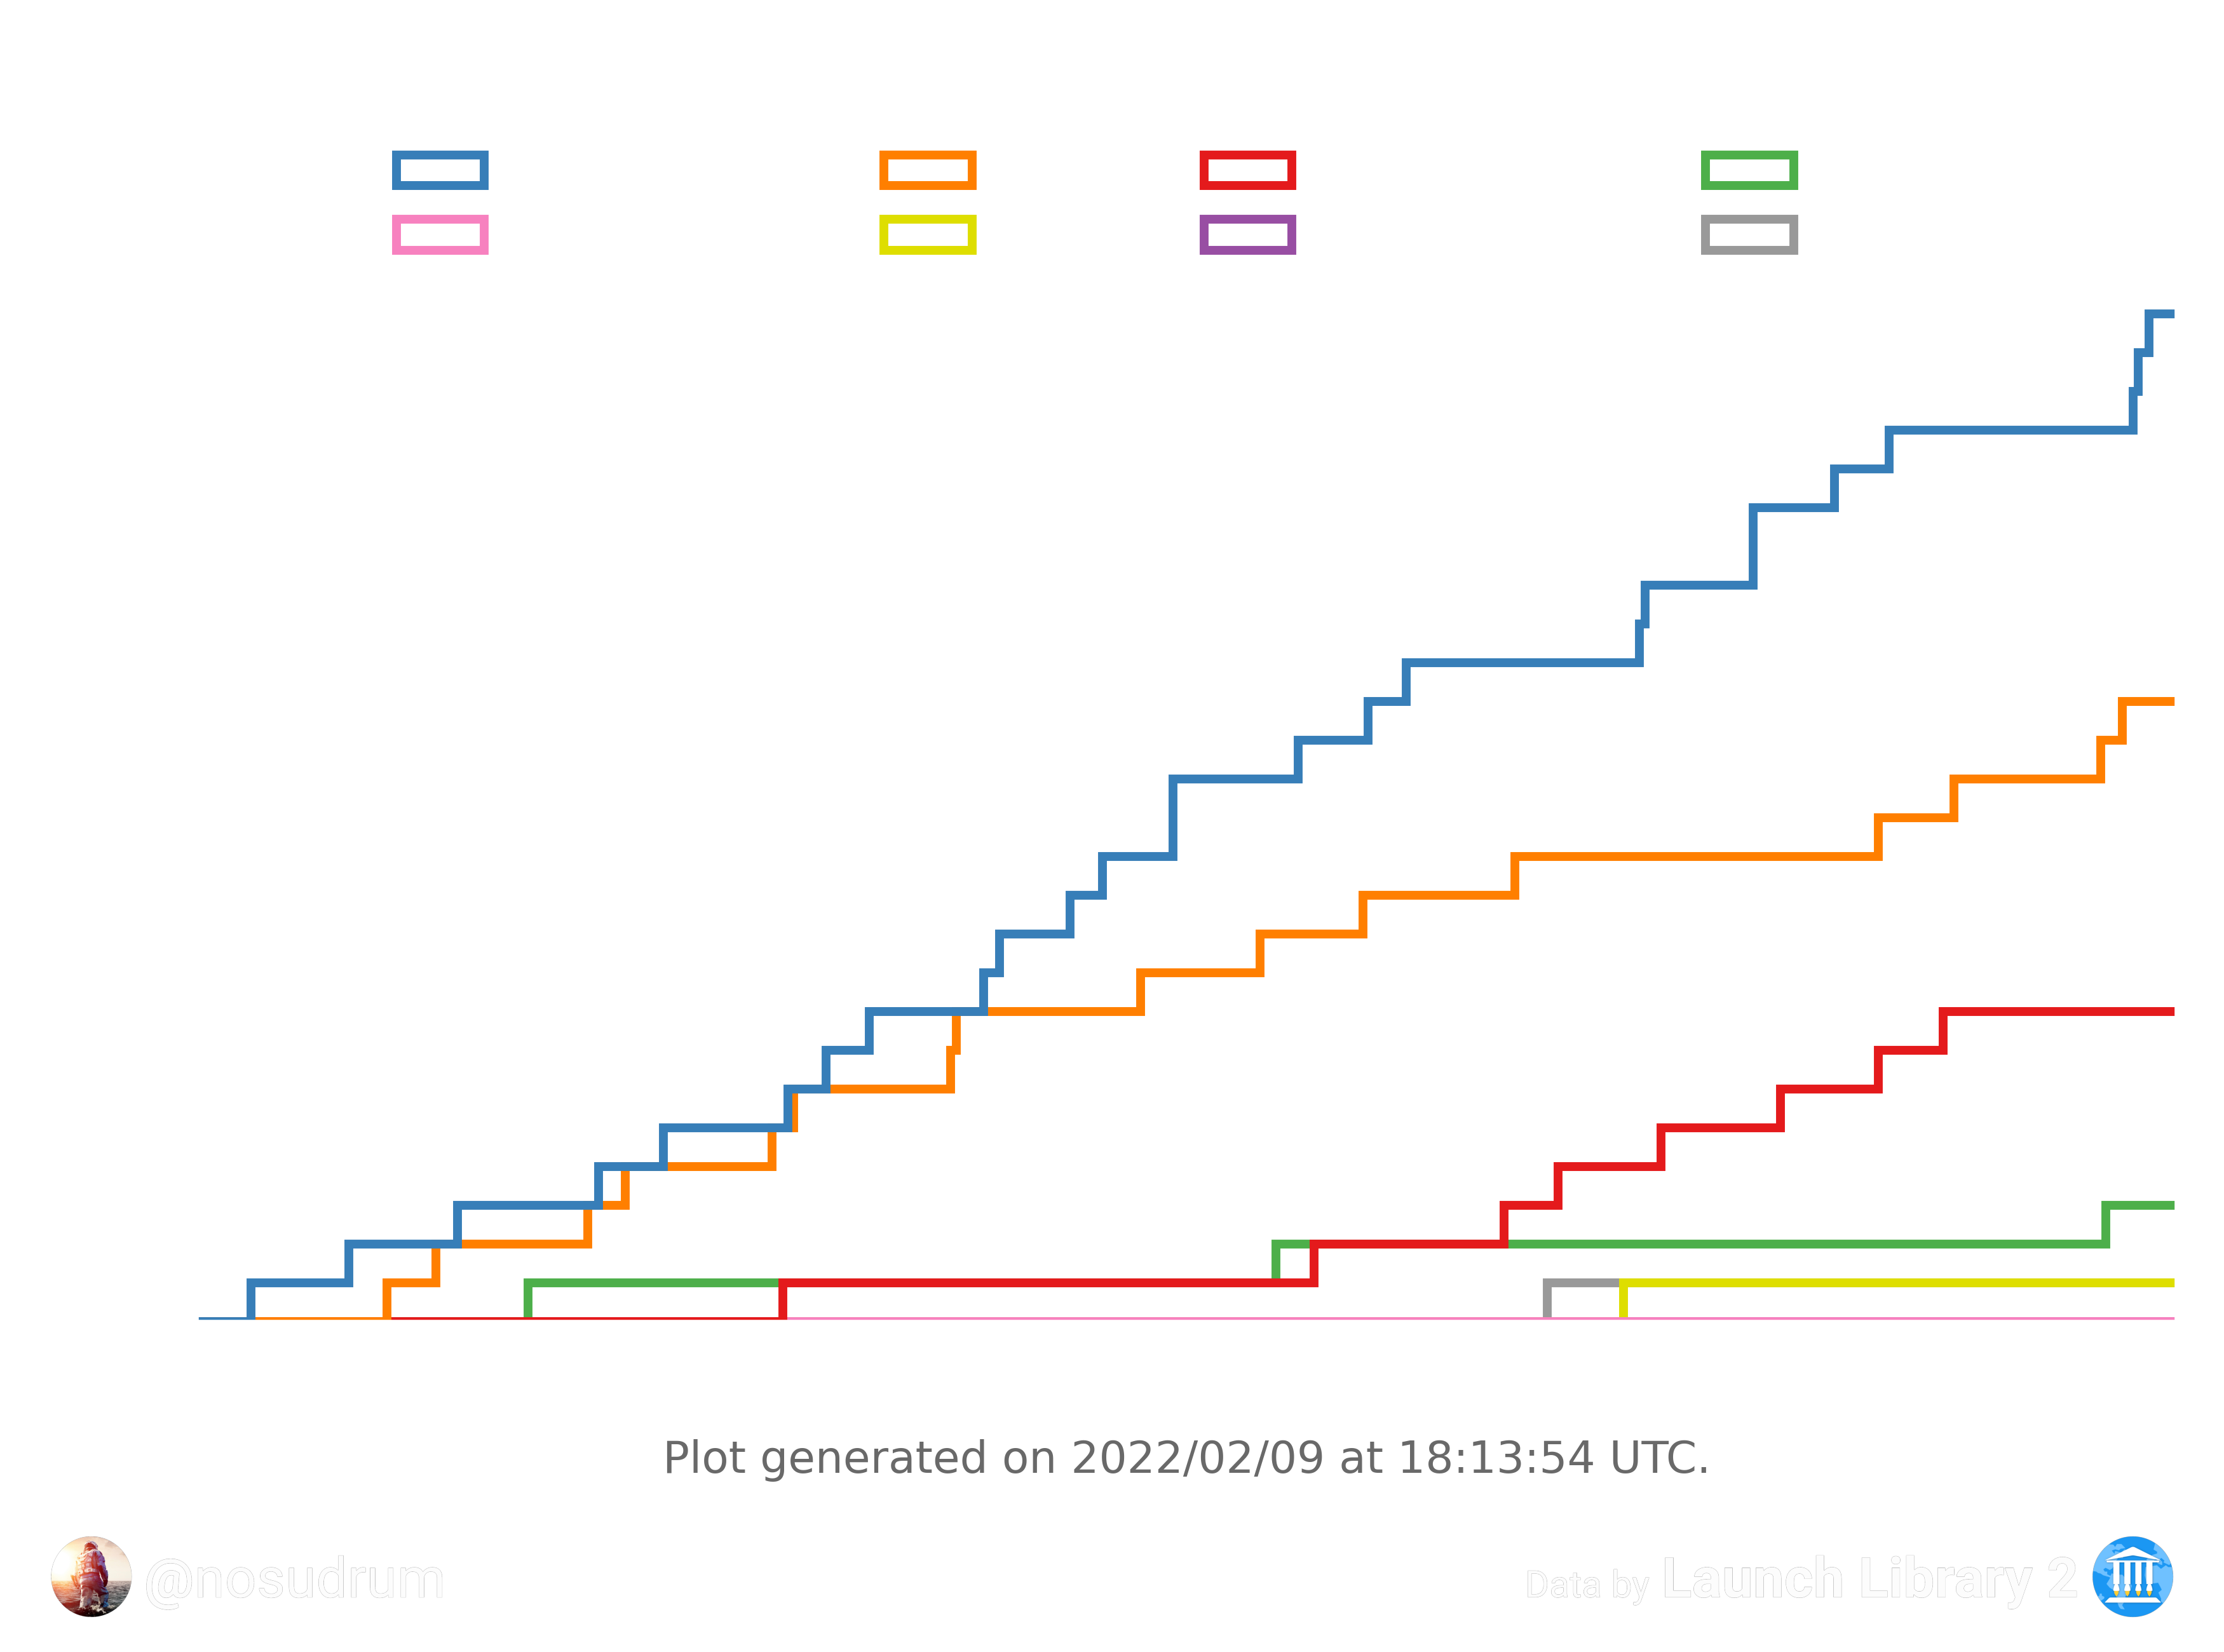 Plot generated on 2022/02/09 at 18:13:54 UTC.
@nosudrum
Data by Launch Library 2